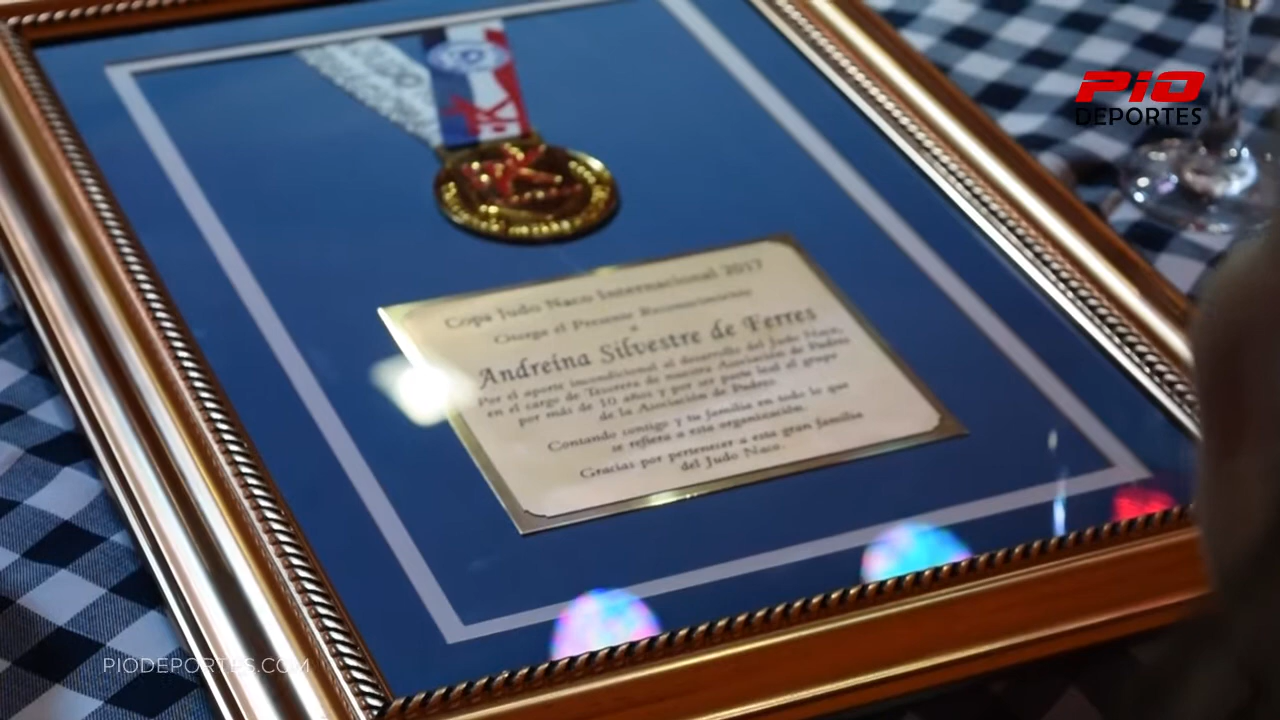 PiO
DEPORTES
Copa Judo Naco Internacional 2017
Otorga el Presente Reconocimiento
a
Andreina Silvestre de Ferres
Por el aporte incondicional al desarrollo del Judo Naco,
en el cargo de Tesorera de nuestra Asociación de Padres
por más de 10 años y por ser parte leal el grupo
de la Asociación de Padres.
Contando contigo y tu familia en todo lo que
se refiera a esta organización.
Gracias por pertenecer a esta gran familia
del Judo Naco.
PIODEPORTES.COM